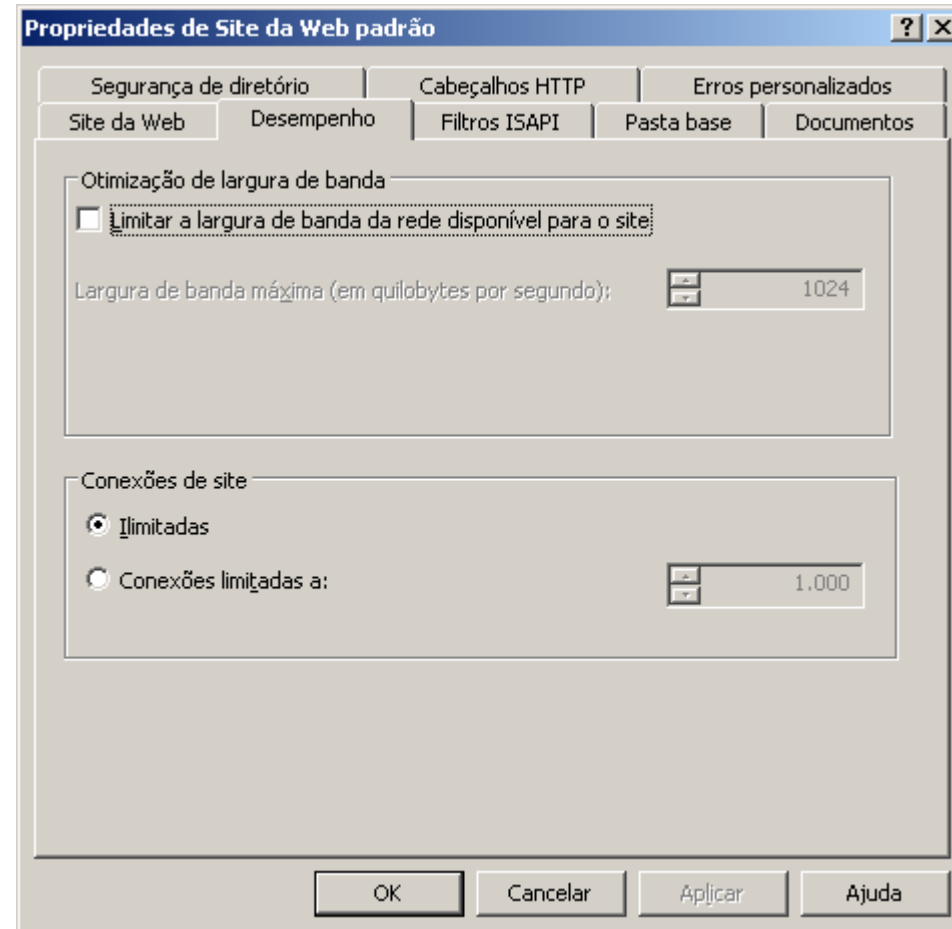 Propriedades de Site da Web padrão
Segurança de diretório Cabeçalhos HTTP Erros personalizados
Site da Web Desempenho Filtros ISAPI Pasta base Documentos
Otimização de largura de banda
Limitar a largura de banda da rede disponível para o site
Largura de banda máxima (em quilobytes por segundo): 1024
Conexões de site
Ilimitadas
Conexões limitadas a: 1.000
OK Cancelar Aplicar Ajuda